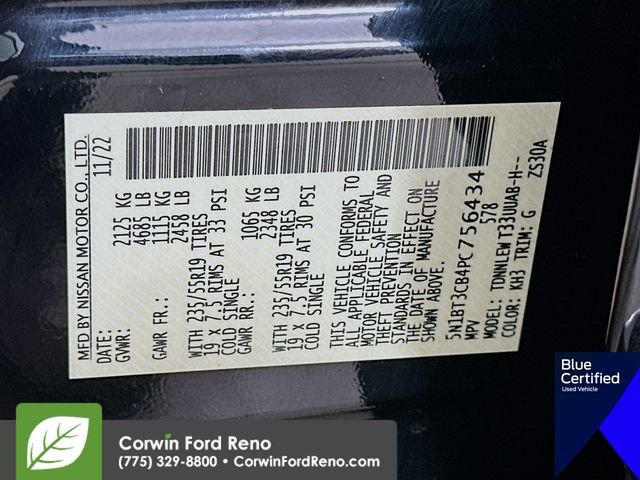 MFD BY NISSAN MOTOR CO., LTD.
DATE: 11/22
GVWR: 2125 KG
4685 LB
GAWR FR.: 1115 KG
2458 LB
WITH 235/55R19 TIRES
19 X 7.5 RIMS AT 33 PSI
COLD SINGLE
GAWR RR.: 1065 KG
2348 LB
WITH 235/55R19 TIRES
19 X 7.5 RIMS AT 30 PSI
COLD SINGLE
THIS VEHICLE CONFORMS TO
ALL APPLICABLE FEDERAL
MOTOR VEHICLE SAFETY AND
THEFT PREVENTION
STANDARDS IN EFFECT ON
THE DATE OF MANUFACTURE
SHOWN ABOVE.
5N1BT3CB4PC756434
MPV 578
MODEL: TDMNLEW T33UUAB-H--
COLOR: KH3 TRIM: G ZS30A
Blue
Certified
Used Vehicle
Corwin Ford Reno
(775) 329-8800 • CorwinFordReno.com